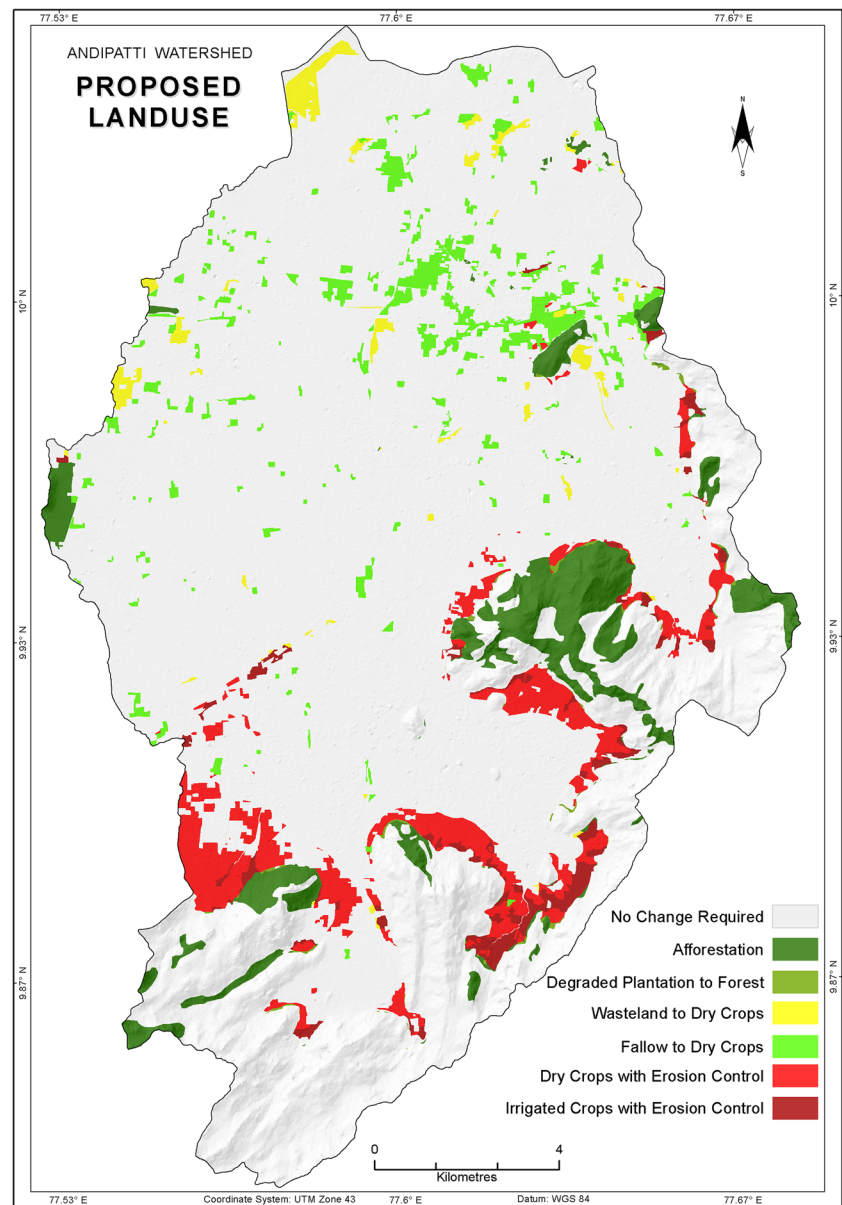 77.53° E
77.6° E
77.67° E
ANDIPATTI WATERSHED
PROPOSED
LANDUSE
N
S
10° N
10° N
9.93° N
9.93° N
9.87° N
9.87° N
No Change Required
Afforestation
Degraded Plantation to Forest
Wasteland to Dry Crops
Fallow to Dry Crops
Dry Crops with Erosion Control
Irrigated Crops with Erosion Control
0 4
Kilometres
77.53° E
Coordinate System: UTM Zone 43
77.6° E
Datum: WGS 84
77.67° E